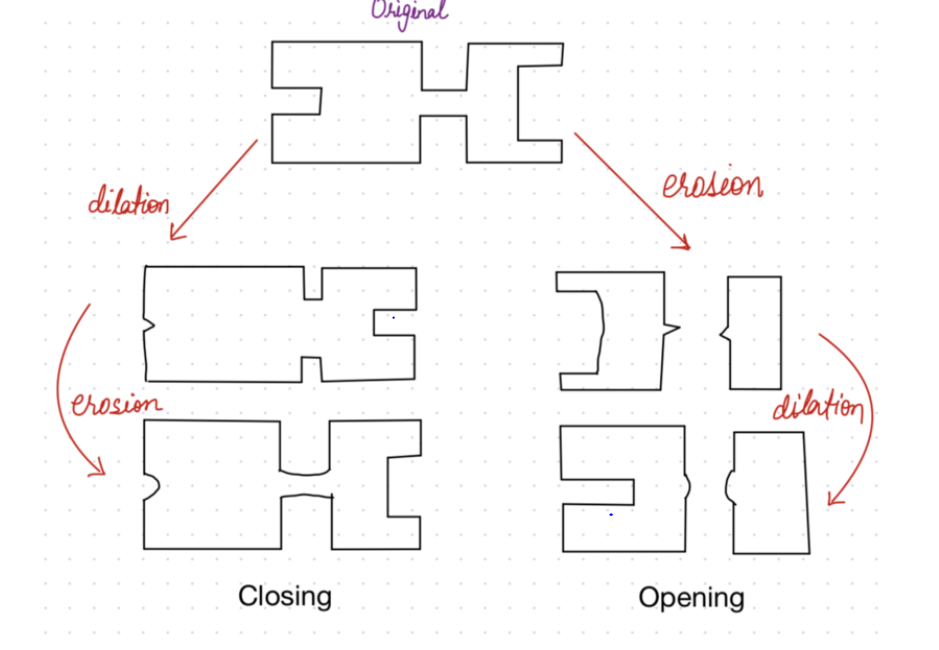 Original
dilation
erosion
erosion
dilation
Closing
Opening